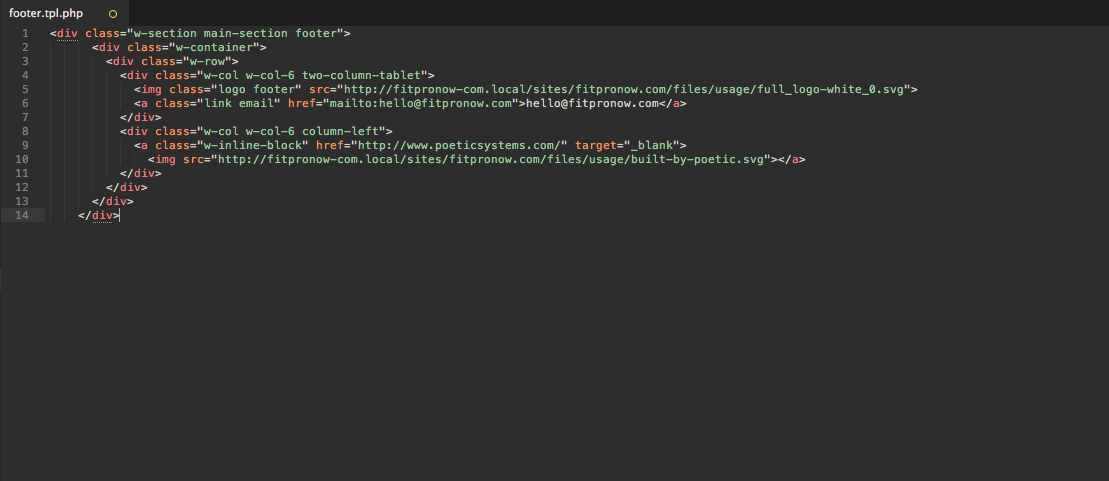 footer.tpl.php
1 <div class="w-section main-section footer">
2 <div class="w-container">
3 <div class="w-row">
4 <div class="w-col w-col-6 two-column-tablet">
5 <img class="logo footer" src="http://fitpronow-com.local/sites/fitpronow.com/files/usage/full_logo-white_0.svg">
6 <a class="link email" href="mailto:hello@fitpronow.com">hello@fitpronow.com</a>
7 </div>
8 <div class="w-col w-col-6 column-left">
9 <a class="w-inline-block" href="http://www.poeticsystems.com/" target="_blank">
10 <img src="http://fitpronow-com.local/sites/fitpronow.com/files/usage/built-by-poetic.svg"></a>
11 </div>
12 </div>
13 </div>
14 </div>